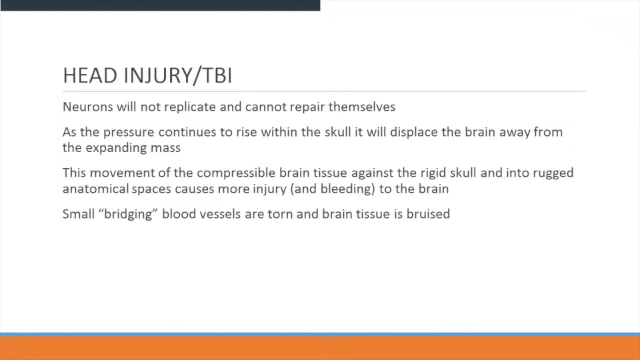 HEAD INJURY/TBI
Neurons will not replicate and cannot repair themselves
As the pressure continues to rise within the skull it will displace the brain away from
the expanding mass
This movement of the compressible brain tissue against the rigid skull and into rugged
anatomical spaces causes more injury (and bleeding) to the brain
Small “bridging” blood vessels are torn and brain tissue is bruised